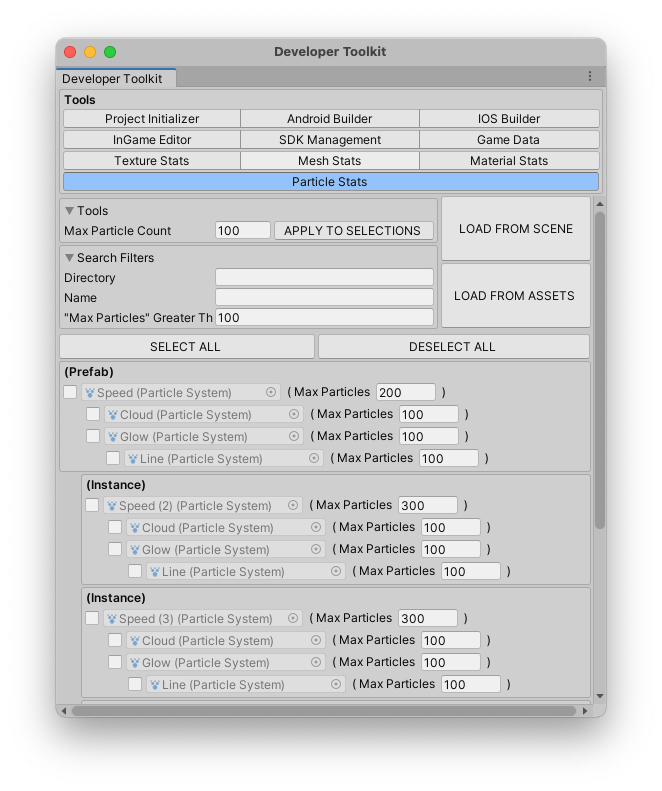 Developer Toolkit
Developer Toolkit
Tools
Project Initializer Android Builder IOS Builder
InGame Editor SDK Management Game Data
Texture Stats Mesh Stats Material Stats
Particle Stats
Tools
Max Particle Count 100 APPLY TO SELECTIONS
LOAD FROM SCENE
Search Filters
Directory
Name
"Max Particles" Greater Th 100
LOAD FROM ASSETS
SELECT ALL DESELECT ALL
(Prefab)
Speed (Particle System) ( Max Particles 200 )
Cloud (Particle System) ( Max Particles 100 )
Glow (Particle System) ( Max Particles 100 )
Line (Particle System) ( Max Particles 100 )
(Instance)
Speed (2) (Particle System) ( Max Particles 300 )
Cloud (Particle System) ( Max Particles 100 )
Glow (Particle System) ( Max Particles 100 )
Line (Particle System) ( Max Particles 100 )
(Instance)
Speed (3) (Particle System) ( Max Particles 300 )
Cloud (Particle System) ( Max Particles 100 )
Glow (Particle System) ( Max Particles 100 )
Line (Particle System) ( Max Particles 100 )